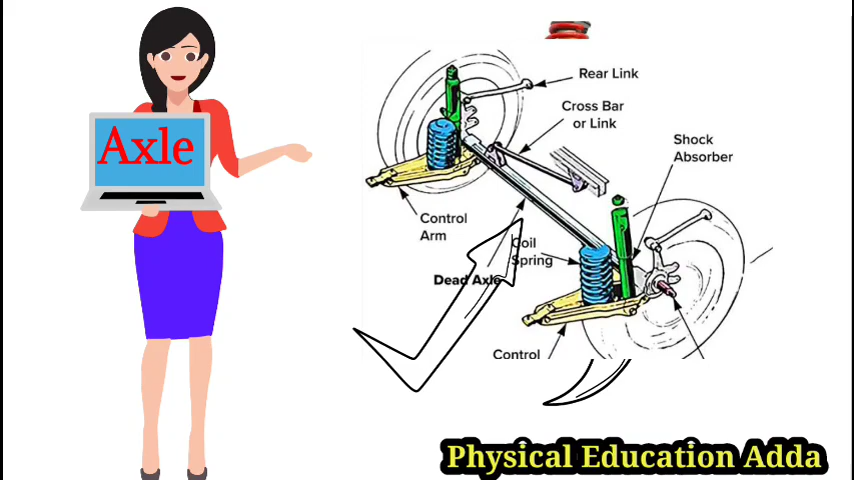 Axle
Rear Link
Cross Bar
or Link
Shock
Absorber
Control
Arm
Coil
Spring
Dead Axle
Control
Physical Education Adda